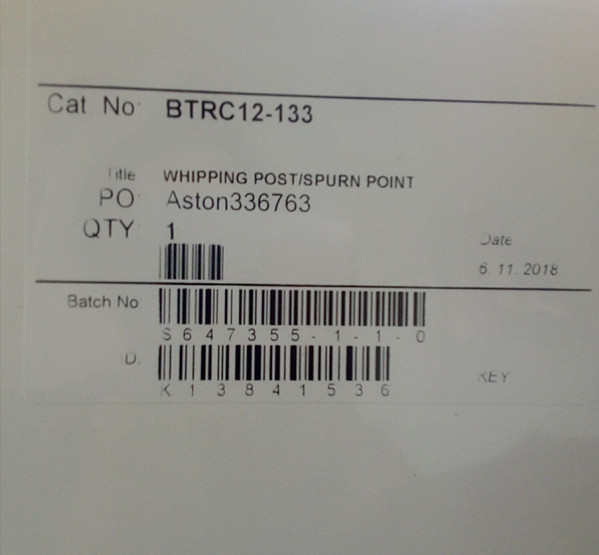 Cat No: BTRC12-133
Title WHIPPING POST/SPURN POINT
PO: Aston336763
QTY 1
Date
6. 11. 2018
Batch No
S647355-1-1-0
D.
K13841536
KEY